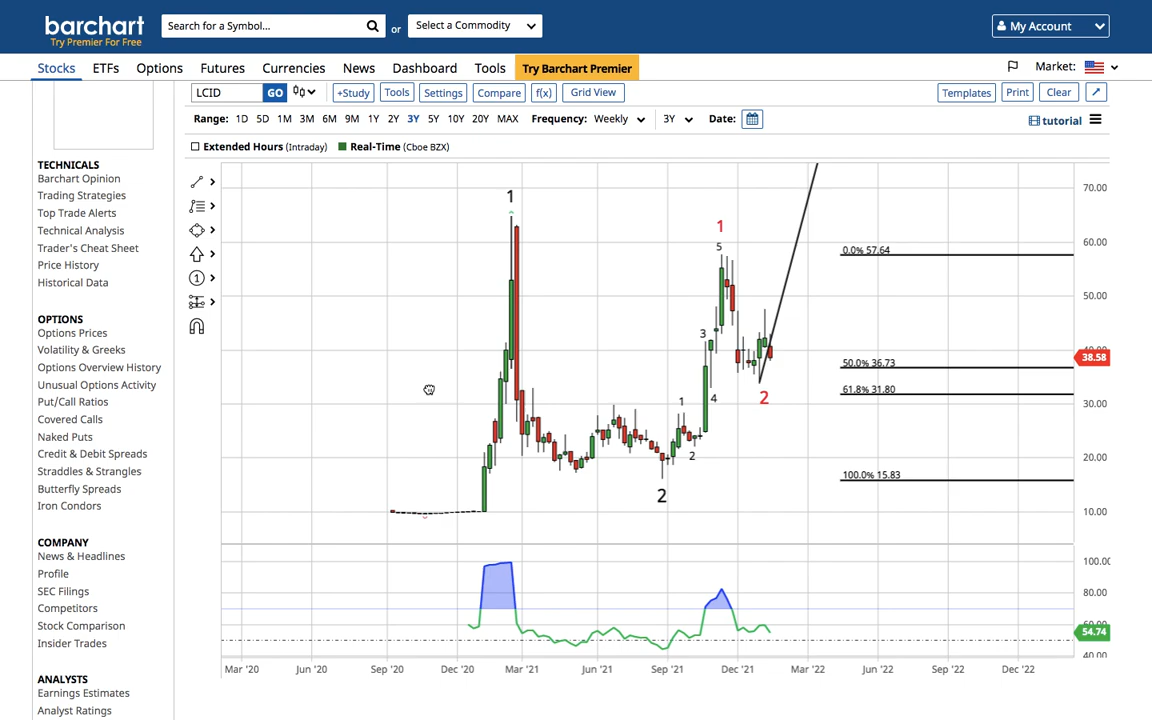 barchart
Try Premier For Free
Search for a Symbol...
or
Select a Commodity
My Account
Stocks ETFs Options Futures Currencies News Dashboard Tools Try Barchart Premier
Market:
LCID GO +Study Tools Settings Compare f(x) Grid View Templates Print Clear
Range: 1D 5D 1M 3M 6M 9M 1Y 2Y 3Y 5Y 10Y 20Y MAX Frequency: Weekly 3Y Date: tutorial
Extended Hours (Intraday) Real-Time (Cboe BZX)
TECHNICALS
Barchart Opinion
Trading Strategies
Top Trade Alerts
Technical Analysis
Trader's Cheat Sheet
Price History
Historical Data
OPTIONS
Options Prices
Volatility & Greeks
Options Overview History
Unusual Options Activity
Put/Call Ratios
Covered Calls
Naked Puts
Credit & Debit Spreads
Straddles & Strangles
Butterfly Spreads
Iron Condors
COMPANY
News & Headlines
Profile
SEC Filings
Competitors
Stock Comparison
Insider Trades
ANALYSTS
Earnings Estimates
Analyst Ratings
1
1
1
5
3
4
1
2
2
2
0.0% 57.64
50.0% 36.73
61.8% 31.80
100.0% 15.83
70.00
60.00
50.00
38.58
30.00
20.00
10.00
100.00
80.00
54.74
40.00
Mar '20 Jun '20 Sep '20 Dec '20 Mar '21 Jun '21 Sep '21 Dec '21 Mar '22 Jun '22 Sep '22 Dec '22